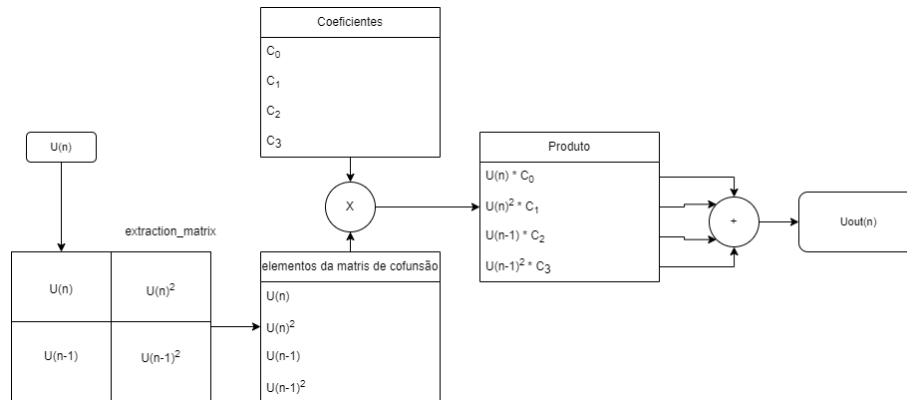 Coeficientes
C₀
C₁
C₂
C₃
U(n)
extraction_matrix
U(n)
U(n)²
U(n-1)
U(n-1)²
elementos da matris de cofunsão
U(n)
U(n)²
U(n-1)
U(n-1)²
X
Produto
U(n) * C₀
U(n)² * C₁
U(n-1) * C₂
U(n-1)² * C₃
+
Uout(n)